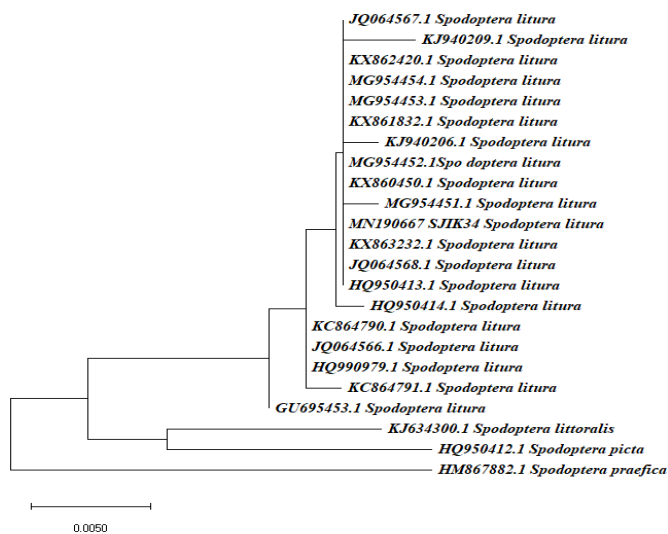 JQ064567.1 Spodoptera litura
KJ940209.1 Spodoptera litura
KX862420.1 Spodoptera litura
MG954454.1 Spodoptera litura
MG954453.1 Spodoptera litura
KX861832.1 Spodoptera litura
KJ940206.1 Spodoptera litura
MG954452.1Spo doptera litura
KX860450.1 Spodoptera litura
MG954451.1 Spodoptera litura
MN190667 SJIK34 Spodoptera litura
KX863232.1 Spodoptera litura
JQ064568.1 Spodoptera litura
HQ950413.1 Spodoptera litura
HQ950414.1 Spodoptera litura
KC864790.1 Spodoptera litura
JQ064566.1 Spodoptera litura
HQ990979.1 Spodoptera litura
KC864791.1 Spodoptera litura
GU695453.1 Spodoptera litura
KJ634300.1 Spodoptera littoralis
HQ950412.1 Spodoptera picta
HM867882.1 Spodoptera praefica
0.0050